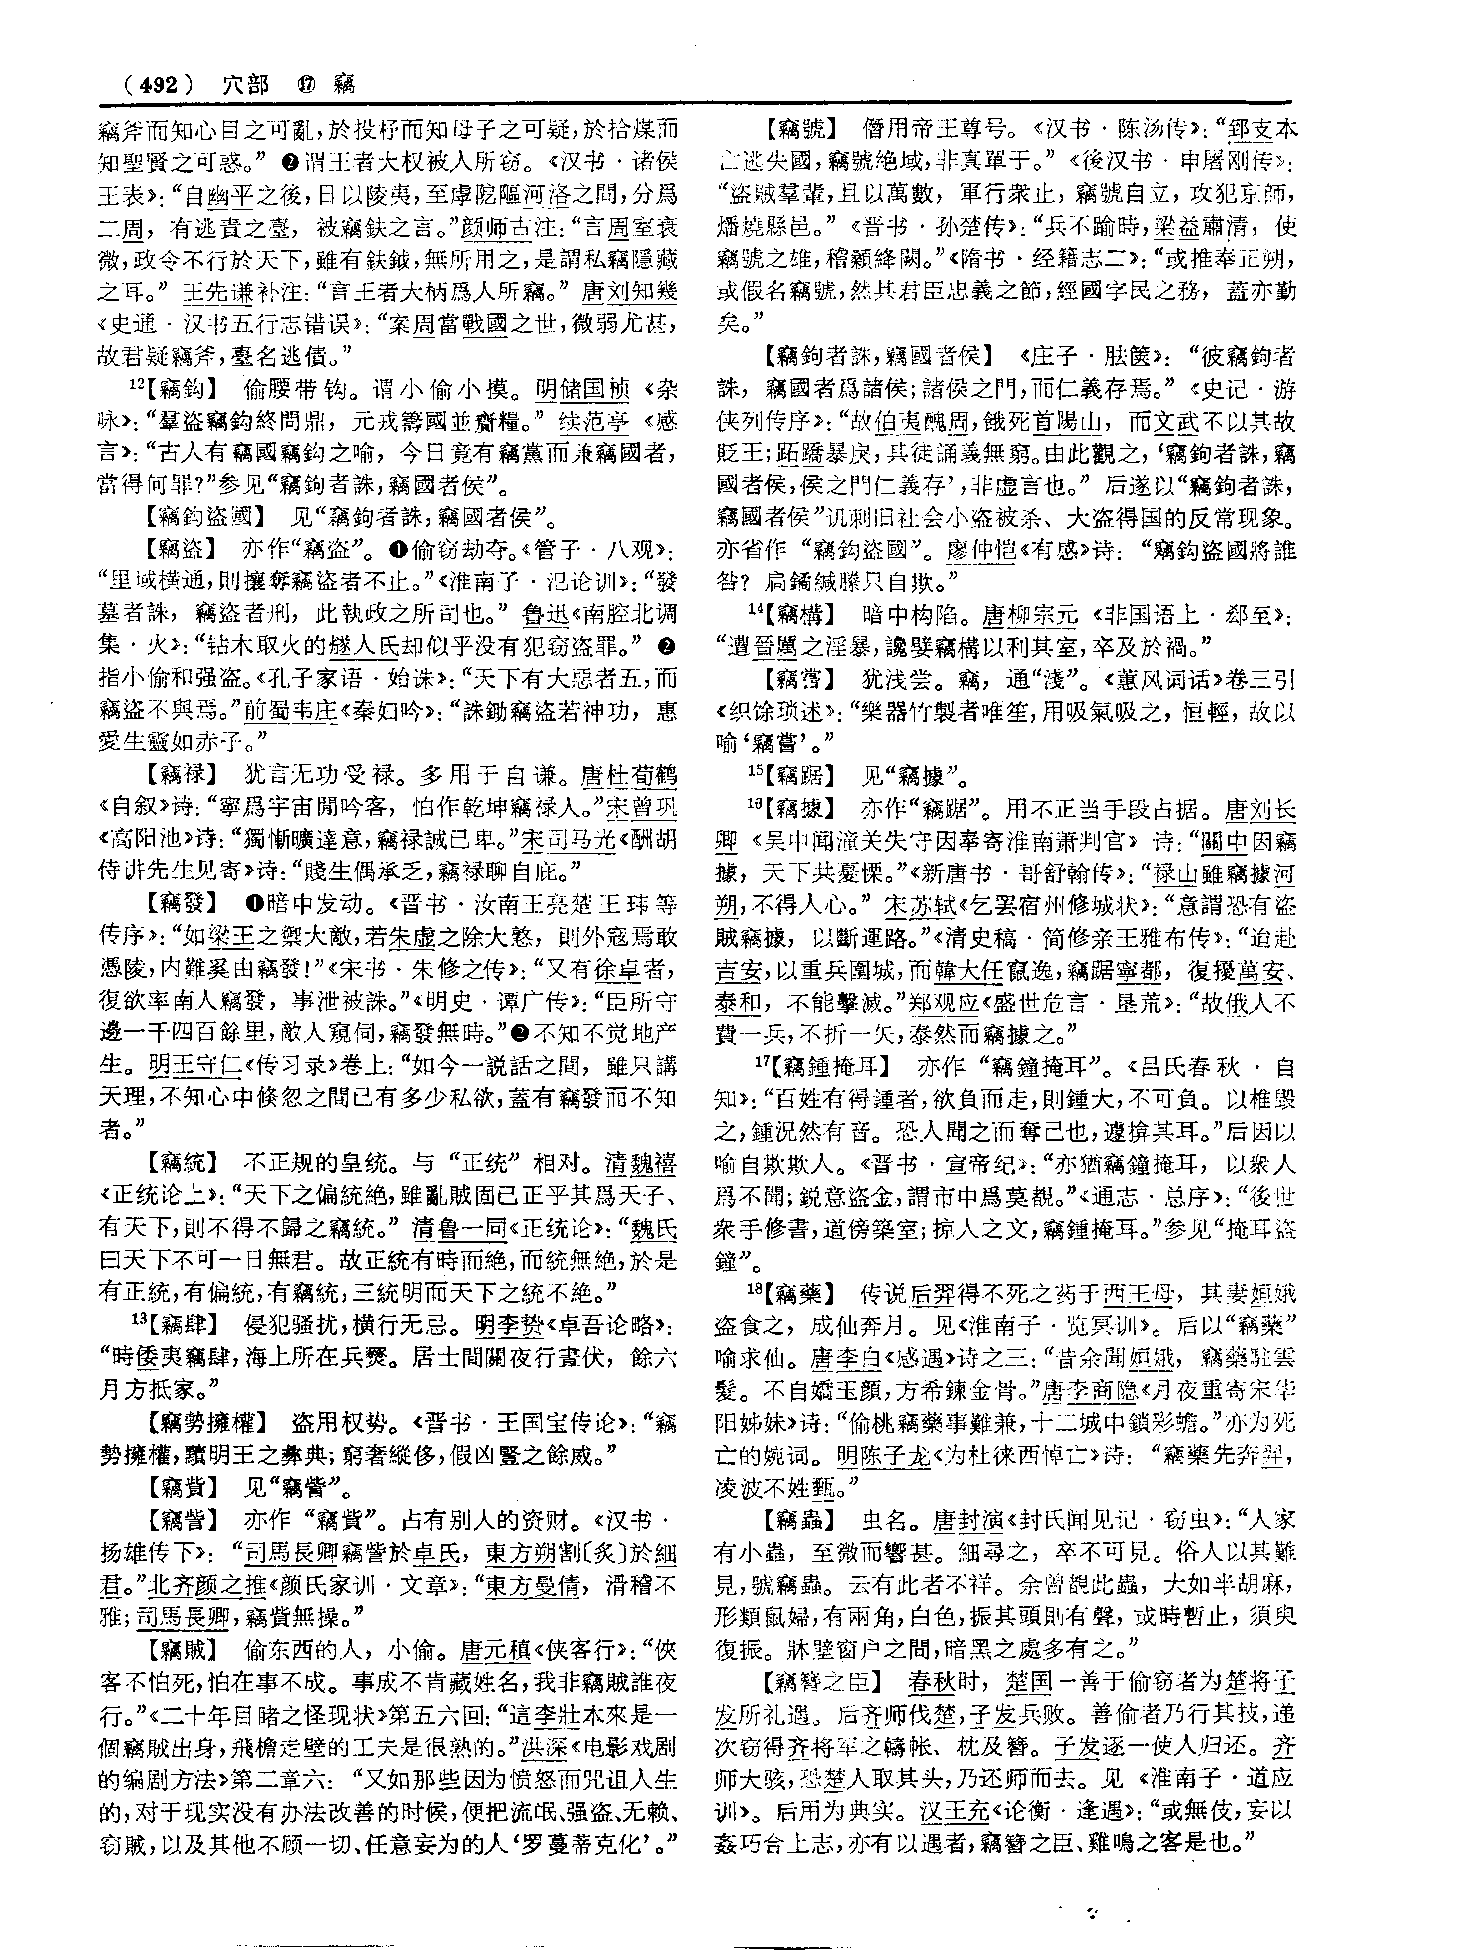 （492） 穴部 ⑰ 竊
竊斧而知心目之可亂，於投杼而知母子之可疑，於拾煤而
知聖賢之可惑。” ❷谓王者大权被人所窃。《汉书·诸侯
王表》：“自幽平之後，日以陵夷，至虖阸𨻳河洛之間，分爲
二周，有逃責之臺，被竊鈇之言。”颜师古注：“言周室衰
微，政令不行於天下，雖有鈇鉞，無所用之，是謂私竊隱藏
之耳。” 王先谦补注：“言王者大柄爲人所竊。” 唐刘知幾
《史通·汉书五行志错误》：“案周當戰國之世，微弱尤甚，
故君疑竊斧，臺名逃債。”
12【竊鈎】 偷腰带钩。谓小偷小摸。明储国桢《杂
咏》：“羣盗竊鈎終問鼎，元戎籌國並齎糧。” 续范亭《感
言》：“古人有竊國竊鈎之喻，今日竟有竊黨而兼竊國者，
當得何罪？”参见“竊鉤者誅，竊國者侯”。
【竊鈎盜國】 见“竊鉤者誅，竊國者侯”。
【竊盗】 亦作“竊盜”。❶偷窃劫夺。《管子·八观》：
“里域横通，則攘奪竊盗者不止。”《淮南子·氾论训》：“發
墓者誅，竊盗者刑，此執政之所司也。” 鲁迅《南腔北调
集·火》：“钻木取火的燧人氏却似乎没有犯窃盗罪。” ❷
指小偷和强盗。《孔子家语·始诛》：“天下有大惡者五，而
竊盗不與焉。”前蜀韦庄《秦妇吟》：“誅鋤竊盗若神功，惠
愛生靈如赤子。”
【竊禄】 犹言无功受禄。多用于自谦。唐杜荀鹤
《自叙》诗：“寧爲宇宙閒吟客，怕作乾坤竊禄人。”宋曾巩
《高阳池》诗：“獨慚曠達意，竊禄誠已卑。”宋司马光《酬胡
侍讲先生见寄》诗：“賤生偶承乏，竊禄聊自庇。”
【竊發】 ❶暗中发动。《晋书·汝南王亮楚王玮等
传序》：“如梁王之禦大敵，若朱虚之除大憝，則外寇焉敢
憑陵，内難奚由竊發！”《宋书·朱修之传》：“又有徐卓者，
復欲率南人竊發，事泄被誅。”《明史·谭广传》：“臣所守
邊一千四百餘里，敵人窺伺，竊發無時。”❷不知不觉地产
生。明王守仁《传习录》卷上：“如今一説話之間，雖只講
天理，不知心中倏忽之間已有多少私欲，蓋有竊發而不知
者。”
【竊統】 不正规的皇统。与“正统”相对。清魏禧
《正统论上》：“天下之偏統絶，雖亂賊固已正乎其爲天子、
有天下，則不得不歸之竊統。” 清鲁一同《正统论》：“魏氏
曰天下不可一日無君。故正統有時而絶，而統無絶，於是
有正統，有偏統，有竊統；三統明而天下之統不絶。”
13【竊肆】 侵犯骚扰，横行无忌。明李贽《卓吾论略》：
“時倭夷竊肆，海上所在兵燹。居士間關夜行晝伏，餘六
月方抵家。”
【竊勢擁權】 盗用权势。《晋书·王国宝传论》：“竊
勢擁權，黷明王之彝典；窮奢縱侈，假凶豎之餘威。”
【竊貲】 见“竊訾”。
【竊訾】 亦作“竊貲”。占有别人的资财。《汉书·
扬雄传下》：“司馬長卿竊訾於卓氏，東方朔割〔炙〕於細
君。”北齐颜之推《颜氏家训·文章》：“東方曼倩，滑稽不
雅；司馬長卿，竊貲無操。”
【竊賊】 偷东西的人，小偷。唐元稹《侠客行》：“俠
客不怕死，怕在事不成。事成不肯藏姓名，我非竊賊誰夜
行。”《二十年目睹之怪现状》第五六回：“這李壯本來是一
個竊賊出身，飛檐走壁的工夫是很熟的。”洪深《电影戏剧
的编剧方法》第二章六：“又如那些因为愤怒而咒诅人生
的，对于现实没有办法改善的时候，便把流氓、强盗、无赖、
窃贼，以及其他不顾一切、任意妄为的人‘罗蔓蒂克化’。”
【竊號】 僭用帝王尊号。《汉书·陈汤传》：“郅支本
亡逃失國，竊號絶域，非真單于。”《後汉书·申屠刚传》：
“盗賊羣輩，且以萬數，軍行衆止，竊號自立，攻犯京師，
燔燒縣邑。”《晋书·孙楚传》：“兵不踰時，梁益肅清，使
竊號之雄，稽顙絳闕。”《隋书·经籍志二》：“或推奉正朔，
或假名竊號，然其君臣忠義之節，經國字民之務，蓋亦勤
矣。”
【竊鉤者誅，竊國者侯】 《庄子·胠箧》：“彼竊鉤者
誅，竊國者爲諸侯；諸侯之門，而仁義存焉。”《史记·游
侠列传序》：“故伯夷醜周，餓死首陽山，而文武不以其故
貶王；跖蹻暴戾，其徒誦義無窮。由此觀之，‘竊鉤者誅，竊
國者侯，侯之門仁義存’，非虚言也。” 后遂以“竊鉤者誅，
竊國者侯”讥刺旧社会小盗被杀、大盗得国的反常现象。
亦省作“竊鈎盜國”。廖仲恺《有感》诗：“竊鈎盜國將誰
咎？扃鐍緘縢只自欺。”
14【竊構】 暗中构陷。唐柳宗元《非国语上·郄至》：
“遭晉厲之淫暴，讒嬖竊構以利其室，卒及於禍。”
【竊嘗】 犹浅尝。竊，通“淺”。《蕙风词话》卷三引
《织馀琐述》：“樂器竹製者唯笙，用吸氣吸之，恒輕，故以
喻‘竊嘗’。”
15【竊踞】 见“竊據”。
16【竊據】 亦作“竊踞”。用不正当手段占据。唐刘长
卿《吴中闻潼关失守因奉寄淮南萧判官》诗：“關中因竊
據，天下共憂慄。”《新唐书·哥舒翰传》：“禄山雖竊據河
朔，不得人心。” 宋苏轼《乞罢宿州修城状》：“意謂恐有盗
賊竊據，以斷運路。”《清史稿·简修亲王雅布传》：“追赴
吉安，以重兵圍城，而韓大任竄逸，竊踞寧都，復擾萬安、
泰和，不能擊滅。”郑观应《盛世危言·垦荒》：“故俄人不
費一兵，不折一矢，泰然而竊據之。”
17【竊鍾掩耳】 亦作“竊鐘掩耳”。《吕氏春秋·自
知》：“百姓有得鍾者，欲負而走，則鍾大，不可負。以椎毁
之，鍾況然有音。恐人聞之而奪己也，遽揜其耳。”后因以
喻自欺欺人。《晋书·宣帝纪》：“亦猶竊鐘掩耳，以衆人
爲不聞；鋭意盗金，謂市中爲莫覩。”《通志·总序》：“後世
衆手修書，道傍築室；掠人之文，竊鍾掩耳。”参见“掩耳盗
鐘”。
18【竊藥】 传说后羿得不死之药于西王母，其妻姮娥
盗食之，成仙奔月。见《淮南子·览冥训》。后以“竊藥”
喻求仙。唐李白《感遇》诗之三：“昔余聞姮娥，竊藥駐雲
髮。不自嬌玉顔，方希鍊金骨。”唐李商隐《月夜重寄宋华
阳姊妹》诗：“偷桃竊藥事難兼，十二城中鎖彩蟾。”亦为死
亡的婉词。明陈子龙《为杜徕西悼亡》诗：“竊藥先奔羿，
凌波不姓甄。”
【竊蟲】 虫名。唐封演《封氏闻见记·窃虫》：“人家
有小蟲，至微而響甚。細尋之，卒不可見。俗人以其難
見，號竊蟲。云有此者不祥。余曾覩此蟲，大如半胡麻，
形類鼠婦，有兩角，白色，振其頭則有聲，或時暫止，須臾
復振。牀壁窗户之間，暗黑之處多有之。”
【竊簪之臣】 春秋时，楚国一善于偷窃者为楚将子
发所礼遇。后齐师伐楚，子发兵败。善偷者乃行其技，递
次窃得齐将军之帱帐、枕及簪。子发逐一使人归还。齐
师大骇，恐楚人取其头，乃还师而去。见《淮南子·道应
训》。后用为典实。汉王充《论衡·逢遇》：“或無伎，妄以
姦巧合上志，亦有以遇者，竊簪之臣、雞鳴之客是也。”